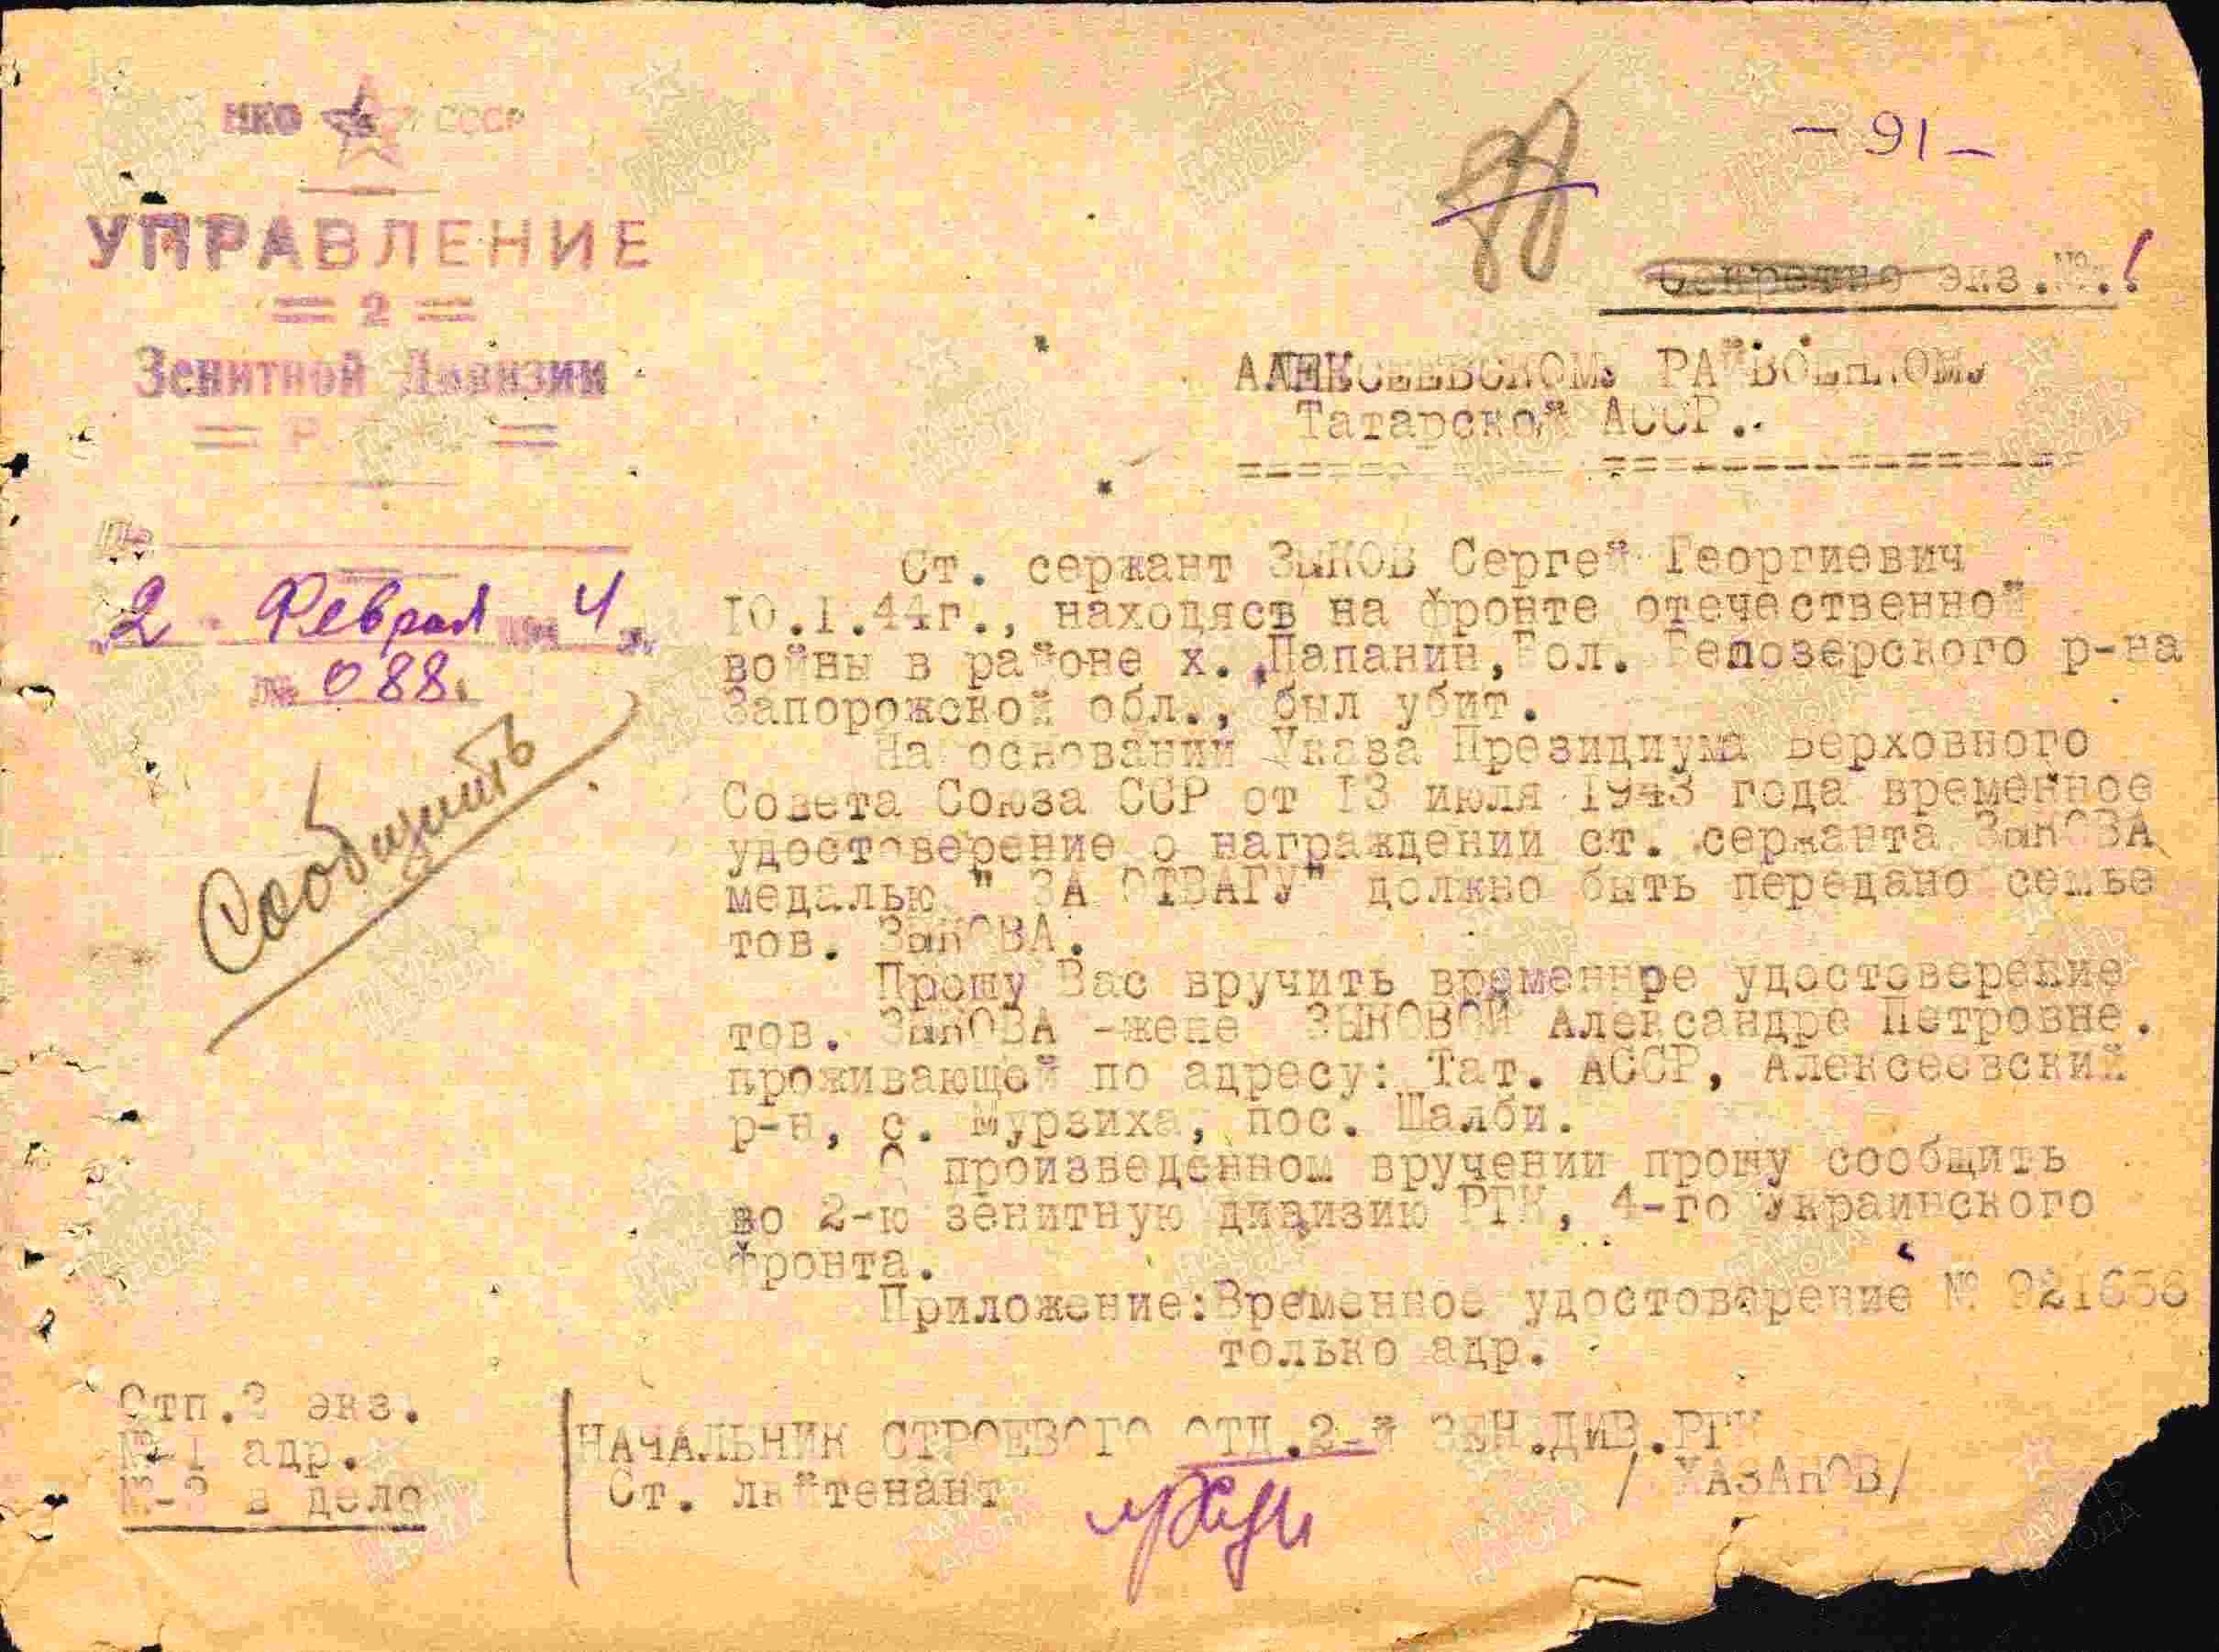 НКО СССР
УПРАВЛЕНИЕ
= 2 =
Зенитной Дивизии
= Р. =
2 Февраля 1944 г.
№ 088.
Сообщить
- 91 -
Секретно экз.№.1
АЛЕКСЕЕВСКОМУ РАЙВОЕНКОМУ
Татарской АССР.
Ст. сержант ЗЫКОВ Сергей Георгиевич
10.1.44г., находясь на фронте отечественной
войны в районе х. Папанин, Бол. Белозерского р-на
Запорожской обл., был убит.
На основании Указа Президиума Верховного
Совета Союза ССР от 13 июля 1943 года временное
удостоверение о награждении ст. сержанта ЗЫКОВА
медалью " ЗА ОТВАГУ" должно быть передано семье
тов. ЗЫКОВА.
Прошу Вас вручить временное удостоверение
тов. ЗЫКОВА -жене ЗЫКОВОЙ Александре Петровне.
проживающей по адресу: Тат. АССР, Алексеевский
р-н, с. Мурзиха, пос. Шалби.
О произведенном вручении прошу сообщить
во 2-ю зенитную дивизию РГК, 4-го Украинского
фронта.
Приложение:Временное удостоверение № 921636
только адр.
Отп.2 экз.
№-1 адр.
№-2 в дело
НАЧАЛЬНИК СТРОЕВОГО ОТД.2-й ЗЕН.ДИВ.РГК
Ст. лейтенант / ХАЗАНОВ/